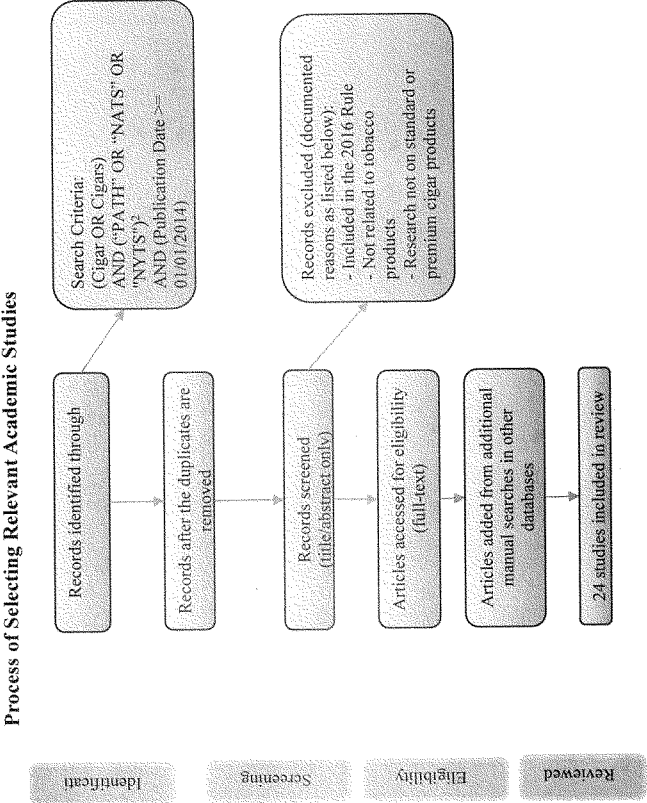 Process of Selecting Relevant Academic Studies
Identificati
Records identified through
Search Criteria:
(Cigar OR Cigars)
AND ("PATH" OR "NATS" OR
"NYTS")²
AND (Publication Date >=
01/01/2014)
Records after the duplicates are
removed
Screening
Records screened
(title/abstract only)
Records excluded (documented
reasons as listed below):
- Included in the 2016 Rule
- Not related to tobacco
products
- Research not on standard or
premium cigar products
Eligibility
Articles accessed for eligibility
(full-text)
Articles added from additional
manual searches in other
databases
Reviewed
24 studies included in review